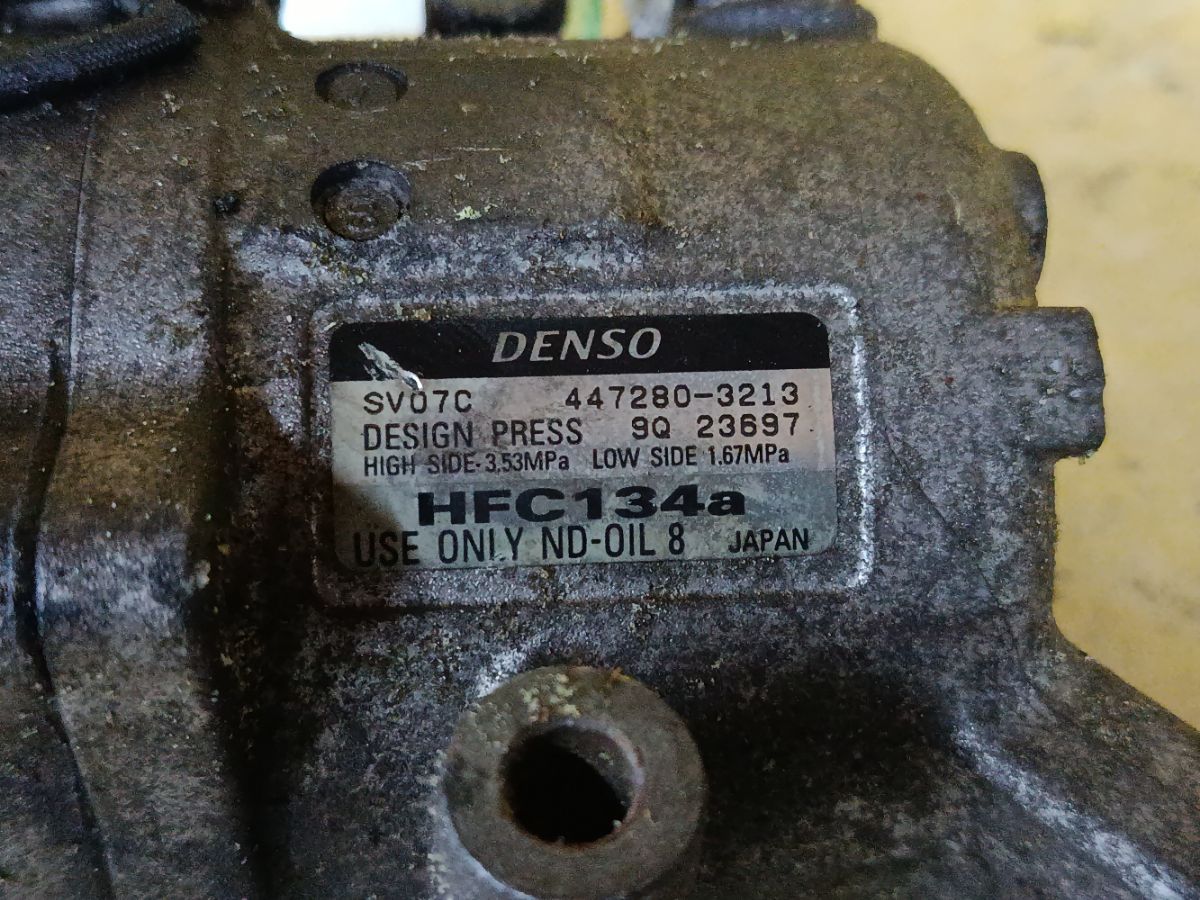 DENSO
SV07C 447280-3213
DESIGN PRESS 9Q 23697
HIGH SIDE-3.53MPa LOW SIDE 1.67MPa
HFC134a
USE ONLY ND-OIL 8 JAPAN